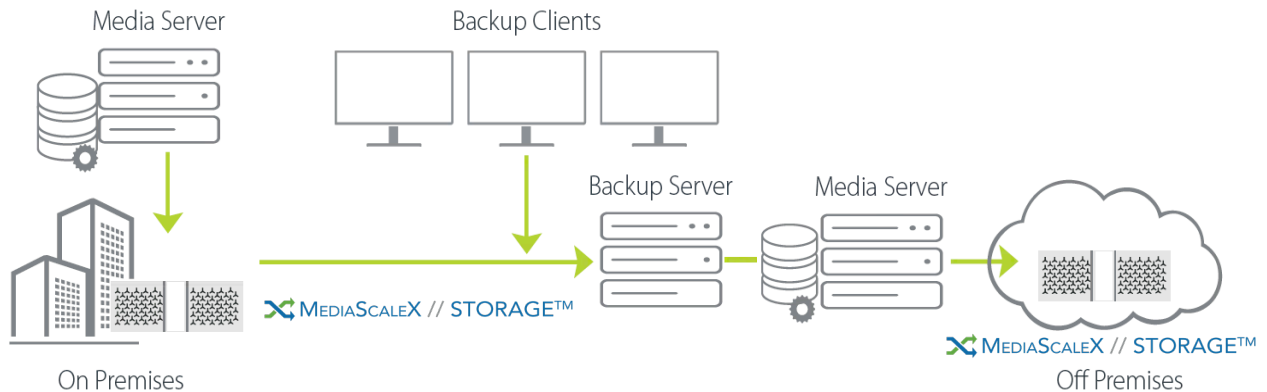 Media Server
Backup Clients
Backup Server
Media Server
MEDIASCALEX // STORAGE™
MEDIASCALEX // STORAGE™
On Premises
Off Premises